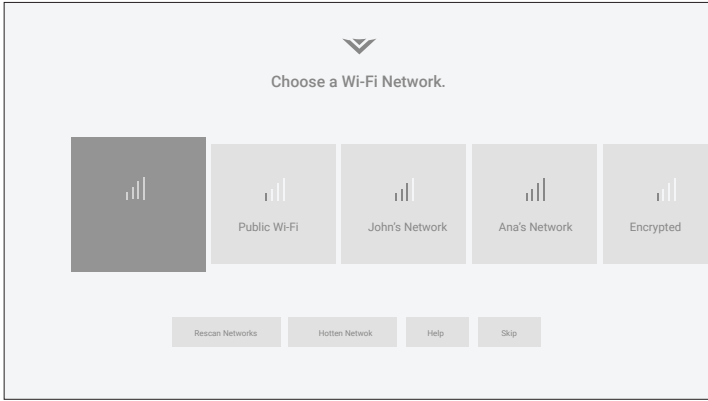 Choose a Wi-Fi Network.
Public Wi-Fi
John's Network
Ana's Network
Encrypted
Rescan Networks
Hotten Netwok
Help
Skip